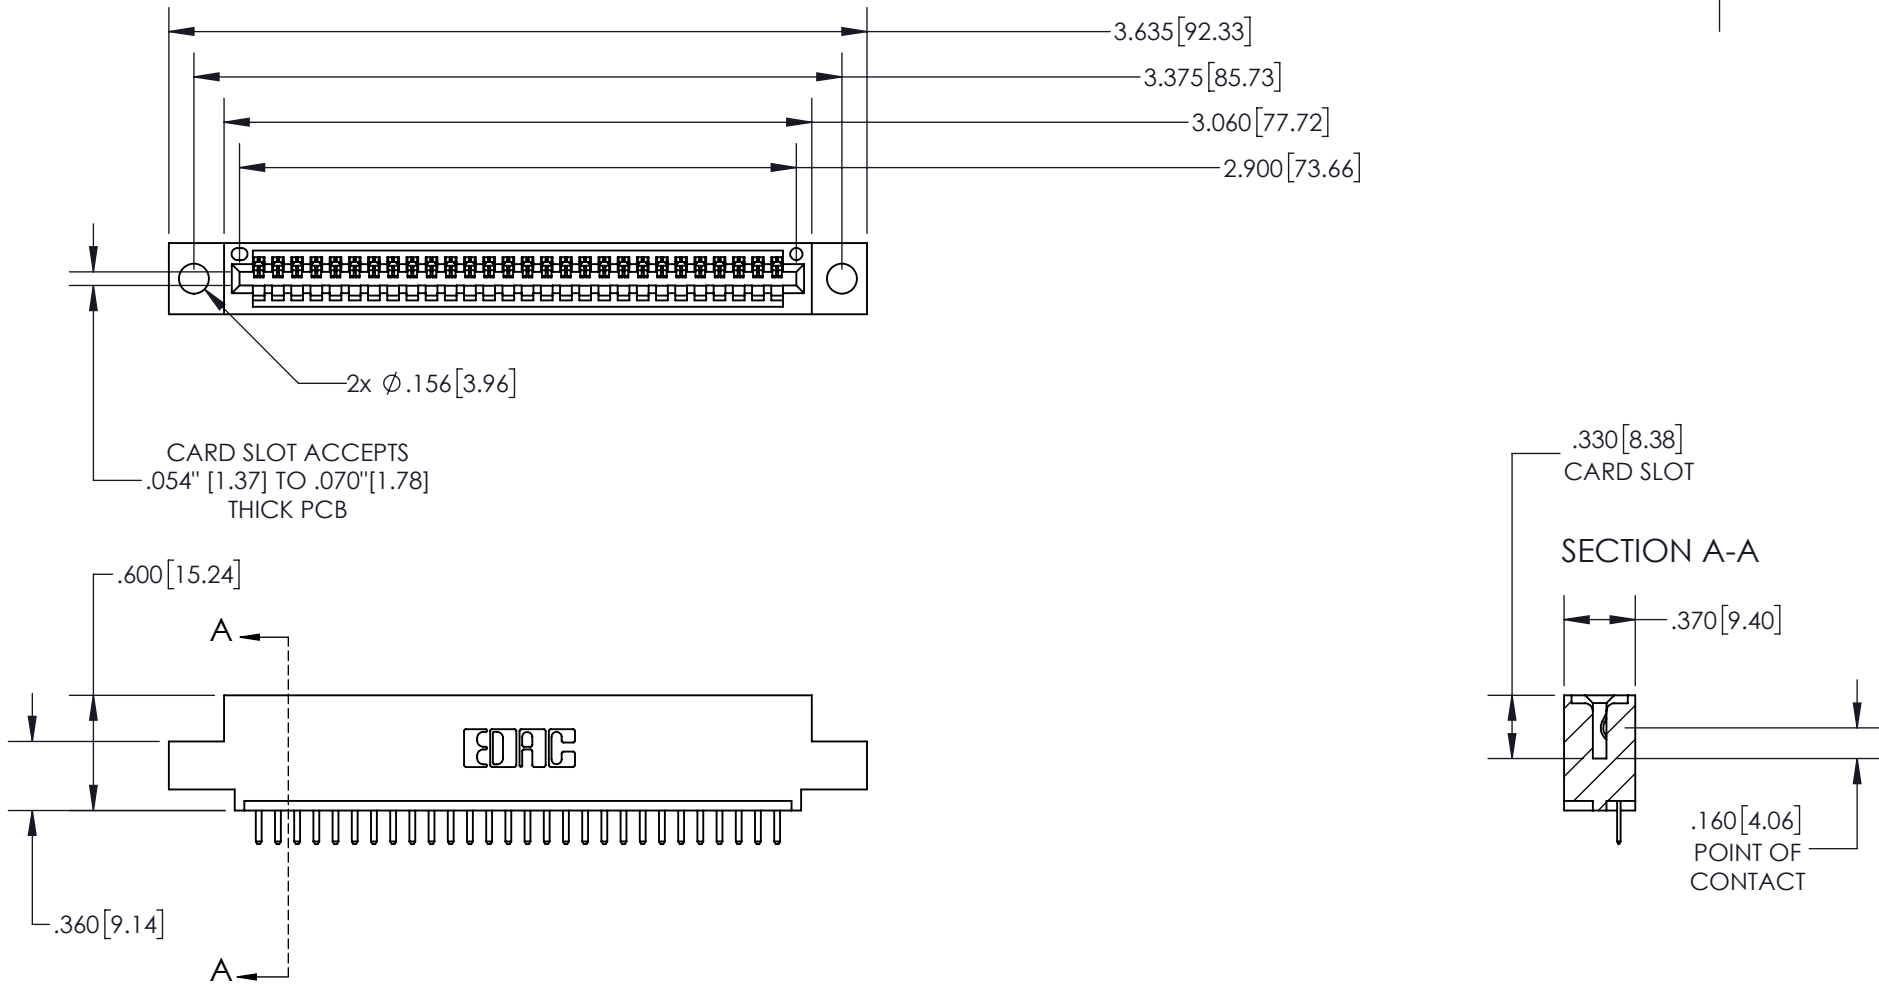 3.635[92.33]
3.375[85.73]
3.060[77.72]
2.900[73.66]
2x ∅.156[3.96]
CARD SLOT ACCEPTS
.054" [1.37] TO .070"[1.78]
THICK PCB
.330[8.38]
CARD SLOT
SECTION A-A
.600[15.24]
A
.370[9.40]
EDAC
.160[4.06]
POINT OF
CONTACT
.360[9.14]
A